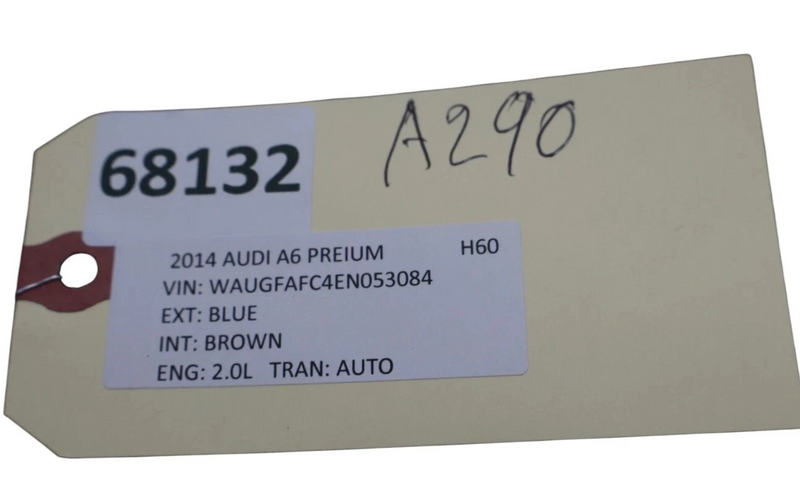 A290
68132
2014 AUDI A6 PREIUM H60
VIN: WAUGFAFC4EN053084
EXT: BLUE
INT: BROWN
ENG: 2.0L TRAN: AUTO